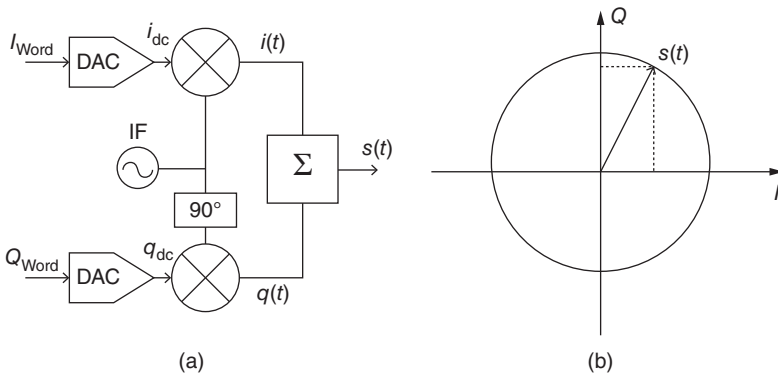 I_Word
DAC
i_dc
i(t)
IF
90°
Σ
s(t)
Q_Word
DAC
q_dc
q(t)
(a)
Q
s(t)
I
(b)